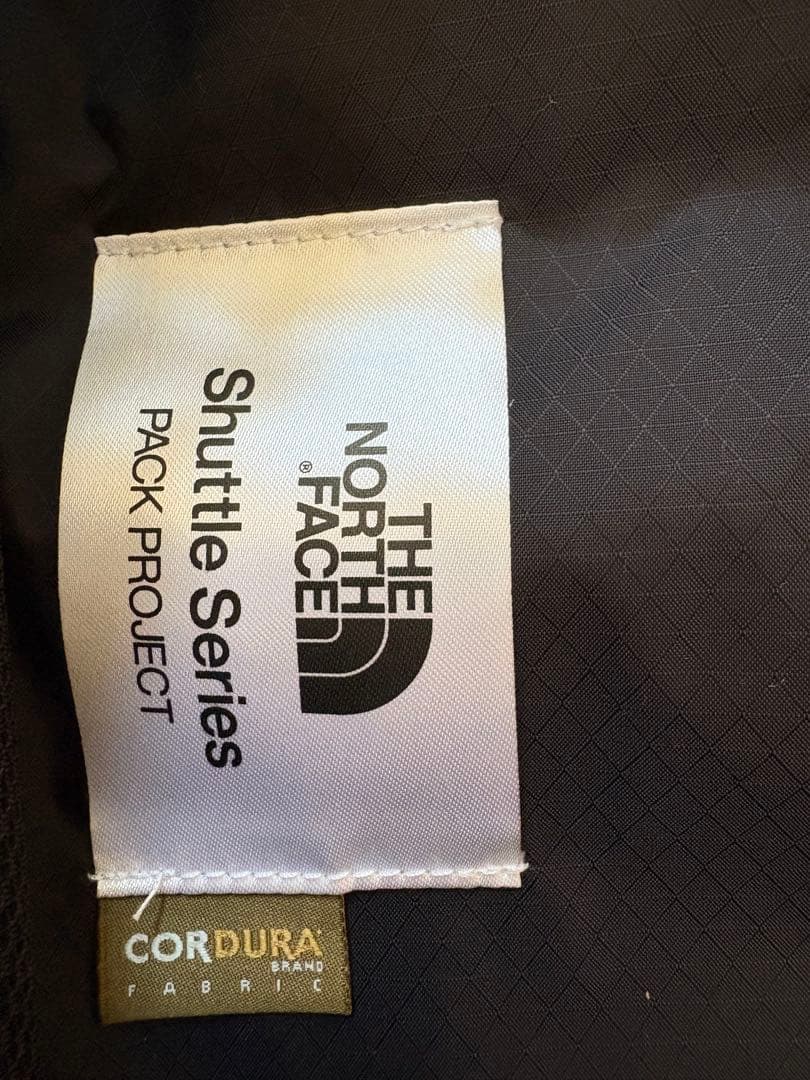 THE
NORTH
FACE®
Shuttle Series
PACK PROJECT
CORDURA
BRAND
FABRIC